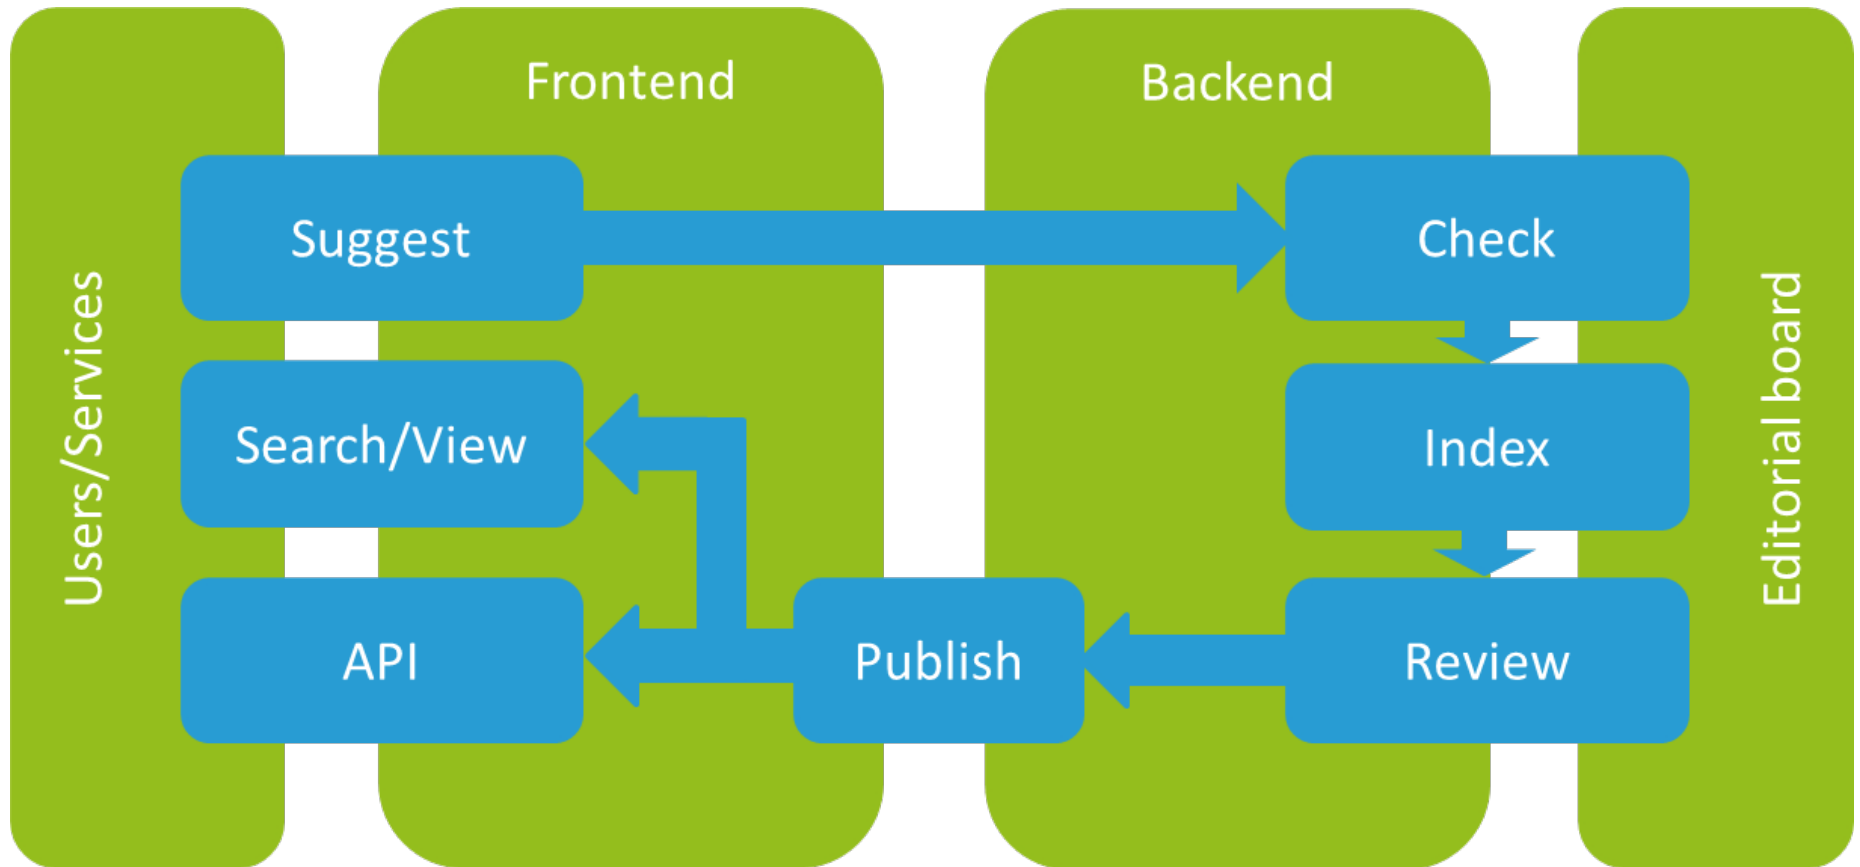 Frontend
Backend
Users/Services
Suggest
Check
Search/View
Index
Editorial board
API
Publish
Review